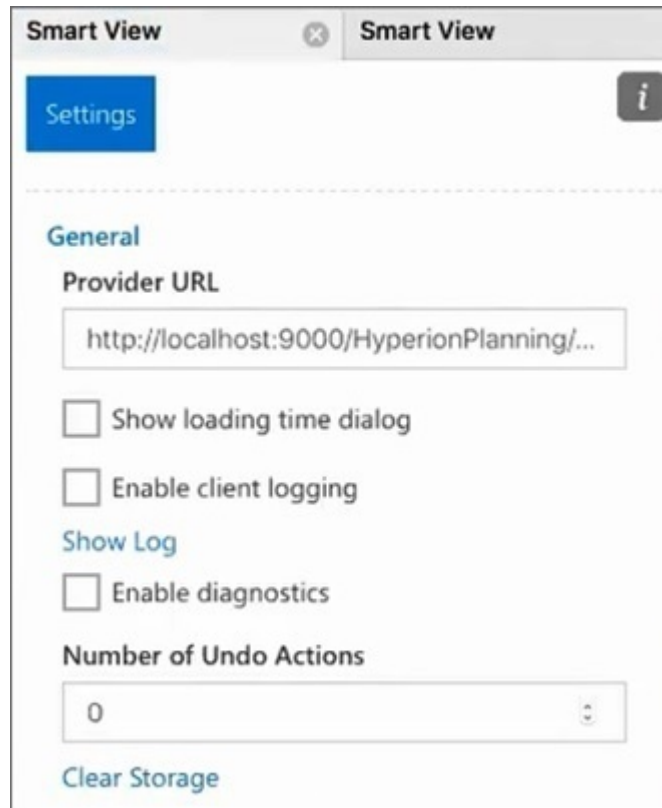 Smart View
Smart View
Settings
i
General
Provider URL
http://localhost:9000/HyperionPlanning/...
Show loading time dialog
Enable client logging
Show Log
Enable diagnostics
Number of Undo Actions
0
Clear Storage